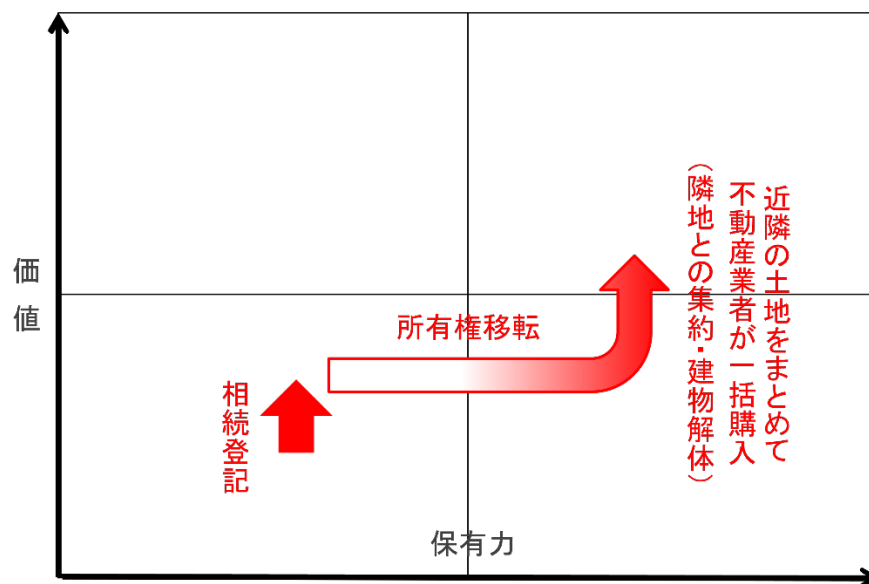 価値
所有権移転
相続登記
近隣の土地をまとめて
不動産業者が一括購入
（隣地との集約・建物解体）
保有力